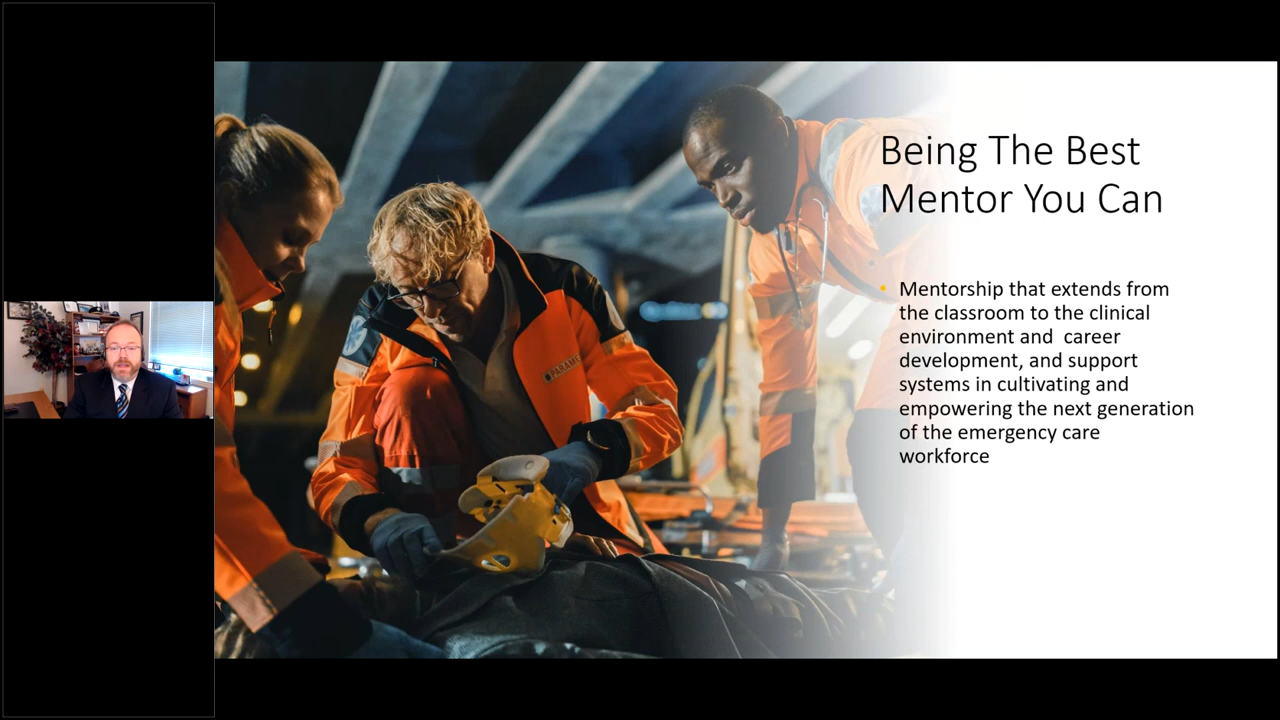 Being The Best
Mentor You Can
Mentorship that extends from
the classroom to the clinical
environment and  career
development, and support
systems in cultivating and
empowering the next generation
of the emergency care
workforce